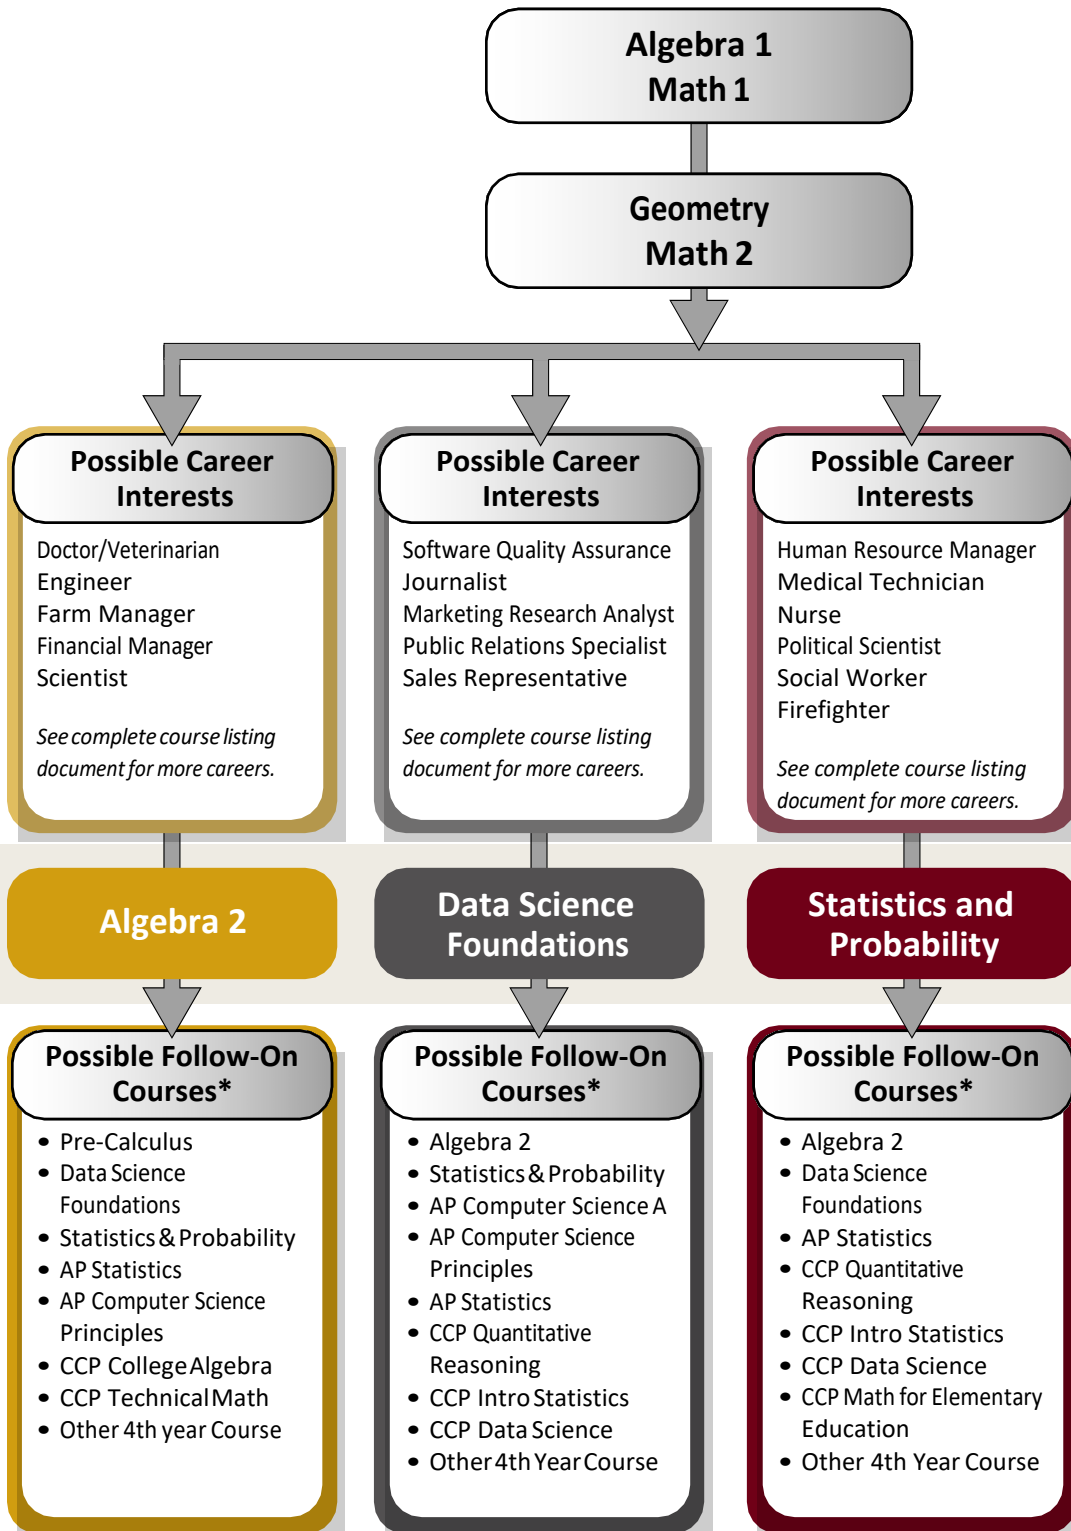 Algebra 1
Math 1
Geometry
Math 2
Possible Career
Interests
Doctor/Veterinarian
Engineer
Farm Manager
Financial Manager
Scientist
See complete course listing
document for more careers.
Possible Career
Interests
Software Quality Assurance
Journalist
Marketing Research Analyst
Public Relations Specialist
Sales Representative
See complete course listing
document for more careers.
Possible Career
Interests
Human Resource Manager
Medical Technician
Nurse
Political Scientist
Social Worker
Firefighter
See complete course listing
document for more careers.
Algebra 2
Data Science
Foundations
Statistics and
Probability
Possible Follow-On
Courses*
• Pre-Calculus
• Data Science
Foundations
• Statistics & Probability
• AP Statistics
• AP Computer Science
Principles
• CCP College Algebra
• CCP Technical Math
• Other 4th year Course
Possible Follow-On
Courses*
• Algebra 2
• Statistics & Probability
• AP Computer Science A
• AP Computer Science
Principles
• AP Statistics
• CCP Quantitative
Reasoning
• CCP Intro Statistics
• CCP Data Science
• Other 4th Year Course
Possible Follow-On
Courses*
• Algebra 2
• Data Science
Foundations
• AP Statistics
• CCP Quantitative
Reasoning
• CCP Intro Statistics
• CCP Data Science
• CCP Math for Elementary
Education
• Other 4th Year Course